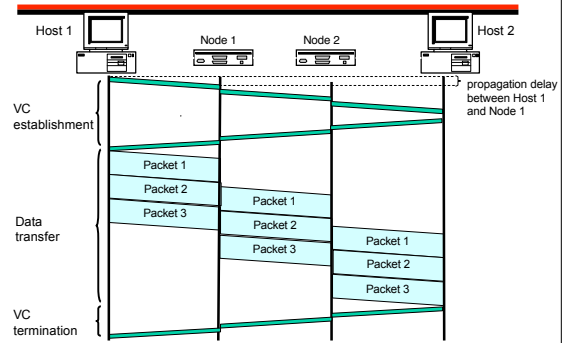 Host 1
Host 2
Node 1
Node 2
propagation delay
between Host 1
and Node 1
VC
establishment
Packet 1
Packet 2
Packet 3
Packet 1
Packet 2
Packet 3
Packet 1
Packet 2
Packet 3
Data
transfer
VC
termination